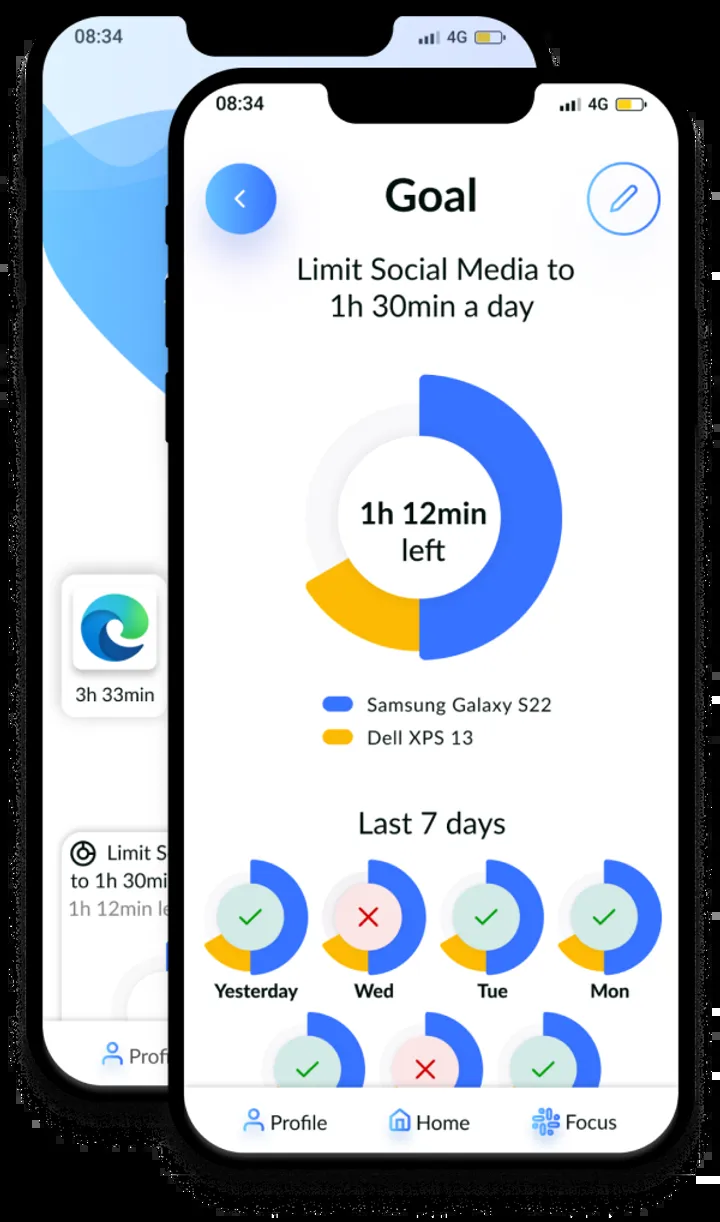 08:34
4G
08:34
4G
Goal
Limit Social Media to
1h 30min a day
1h 12min
left
Samsung Galaxy S22
Dell XPS 13
3h 33min
Last 7 days
Limit S
to 1h 30mi
1h 12min le
Yesterday Wed Tue Mon
Prof
Profile Home Focus